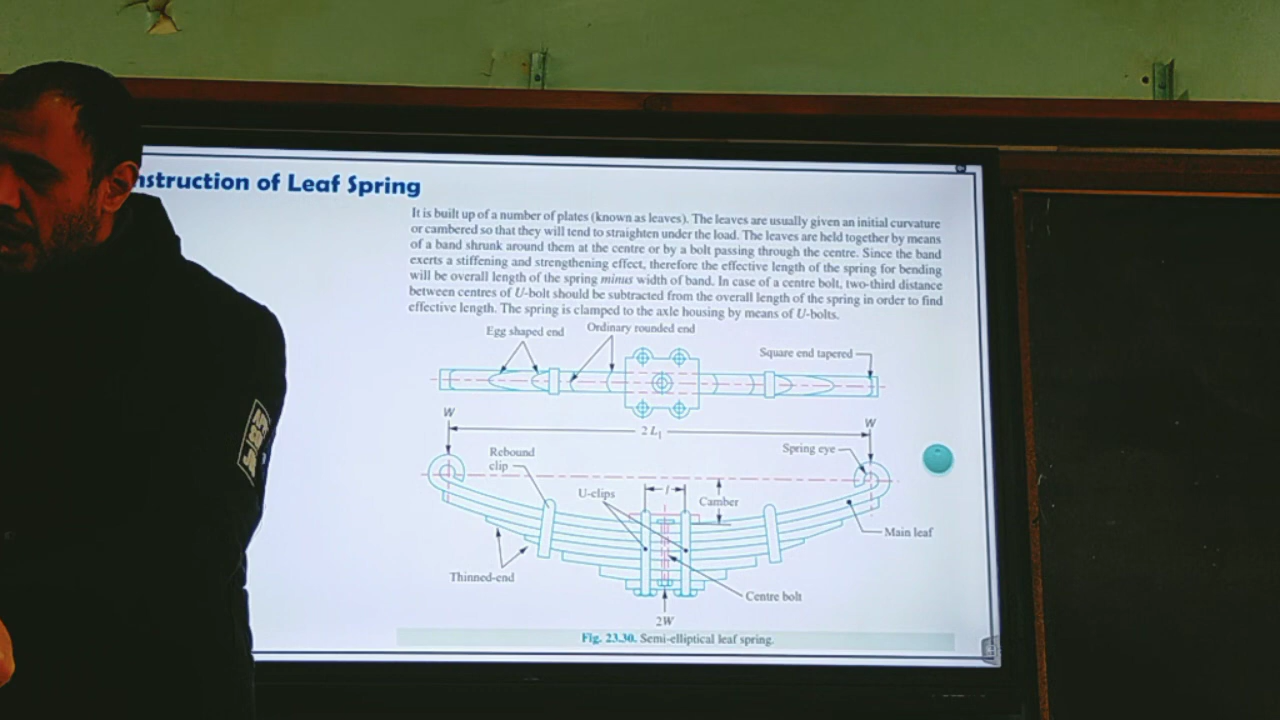 nstruction of Leaf Spring
It is built up of a number of plates (known as leaves). The leaves are usually given an initial curvature
or cambered so that they will tend to straighten under the load. The leaves are held together by means
of a band shrunk around them at the centre or by a bolt passing through the centre. Since the band
exerts a stiffening and strengthening effect, therefore the effective length of the spring for bending
will be overall length of the spring minus width of band. In case of a centre bolt, two-third distance
between centres of U-bolt should be subtracted from the overall length of the spring in order to find
effective length. The spring is clamped to the axle housing by means of U-bolts.
Egg shaped end
Ordinary rounded end
Square end tapered
W
2 L₁
W
Rebound
clip
Spring eye
U-clips
l
Camber
Main leaf
Thinned-end
Centre bolt
2W
Fig. 23.30. Semi-elliptical leaf spring.